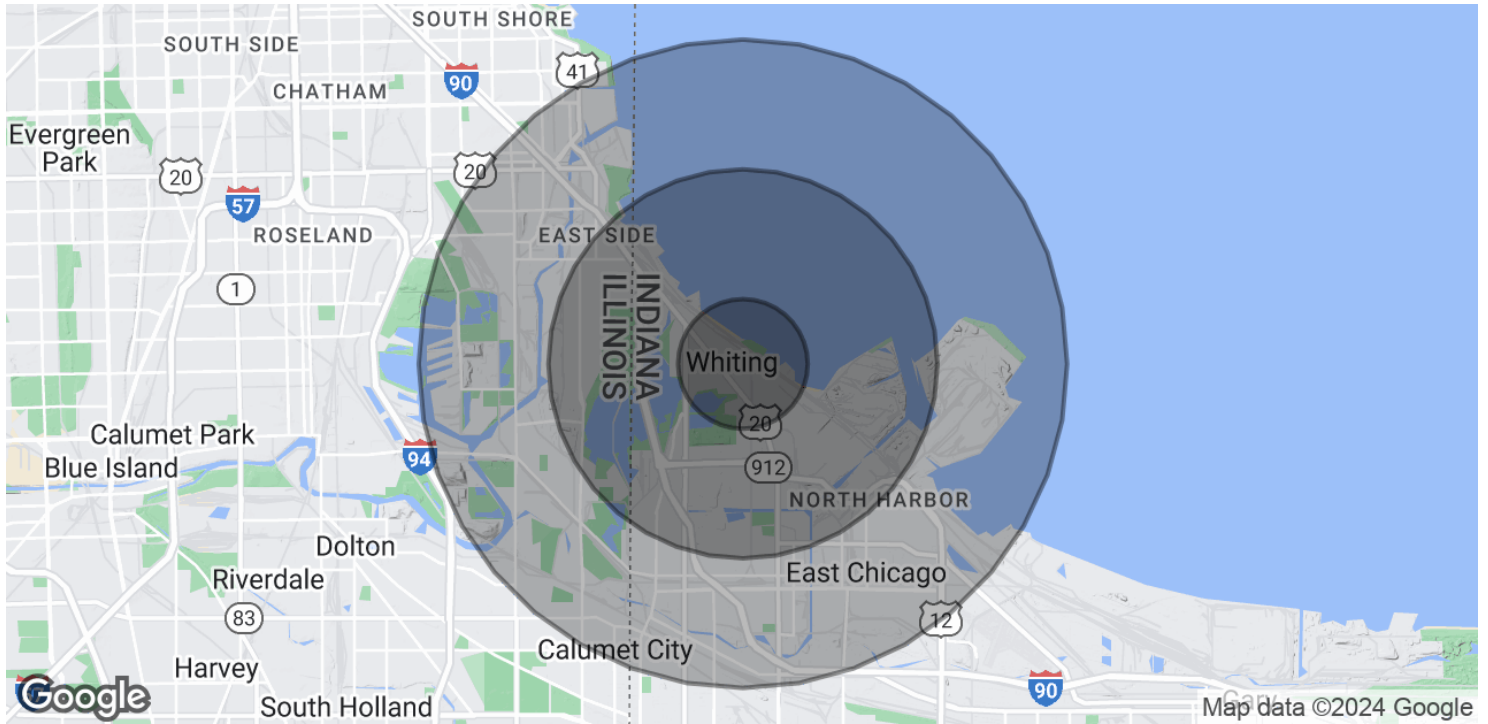 SOUTH SHORE
SOUTH SIDE
41
90
CHATHAM
Evergreen
Park
20
20
57
ROSELAND
EAST SIDE
1
INDIANA
ILLINOIS
Whiting
20
Calumet Park
94
Blue Island
912
NORTH HARBOR
Dolton
East Chicago
Riverdale
83
12
Calumet City
Harvey
90
Google
South Holland
Gary
Map data ©2024 Google